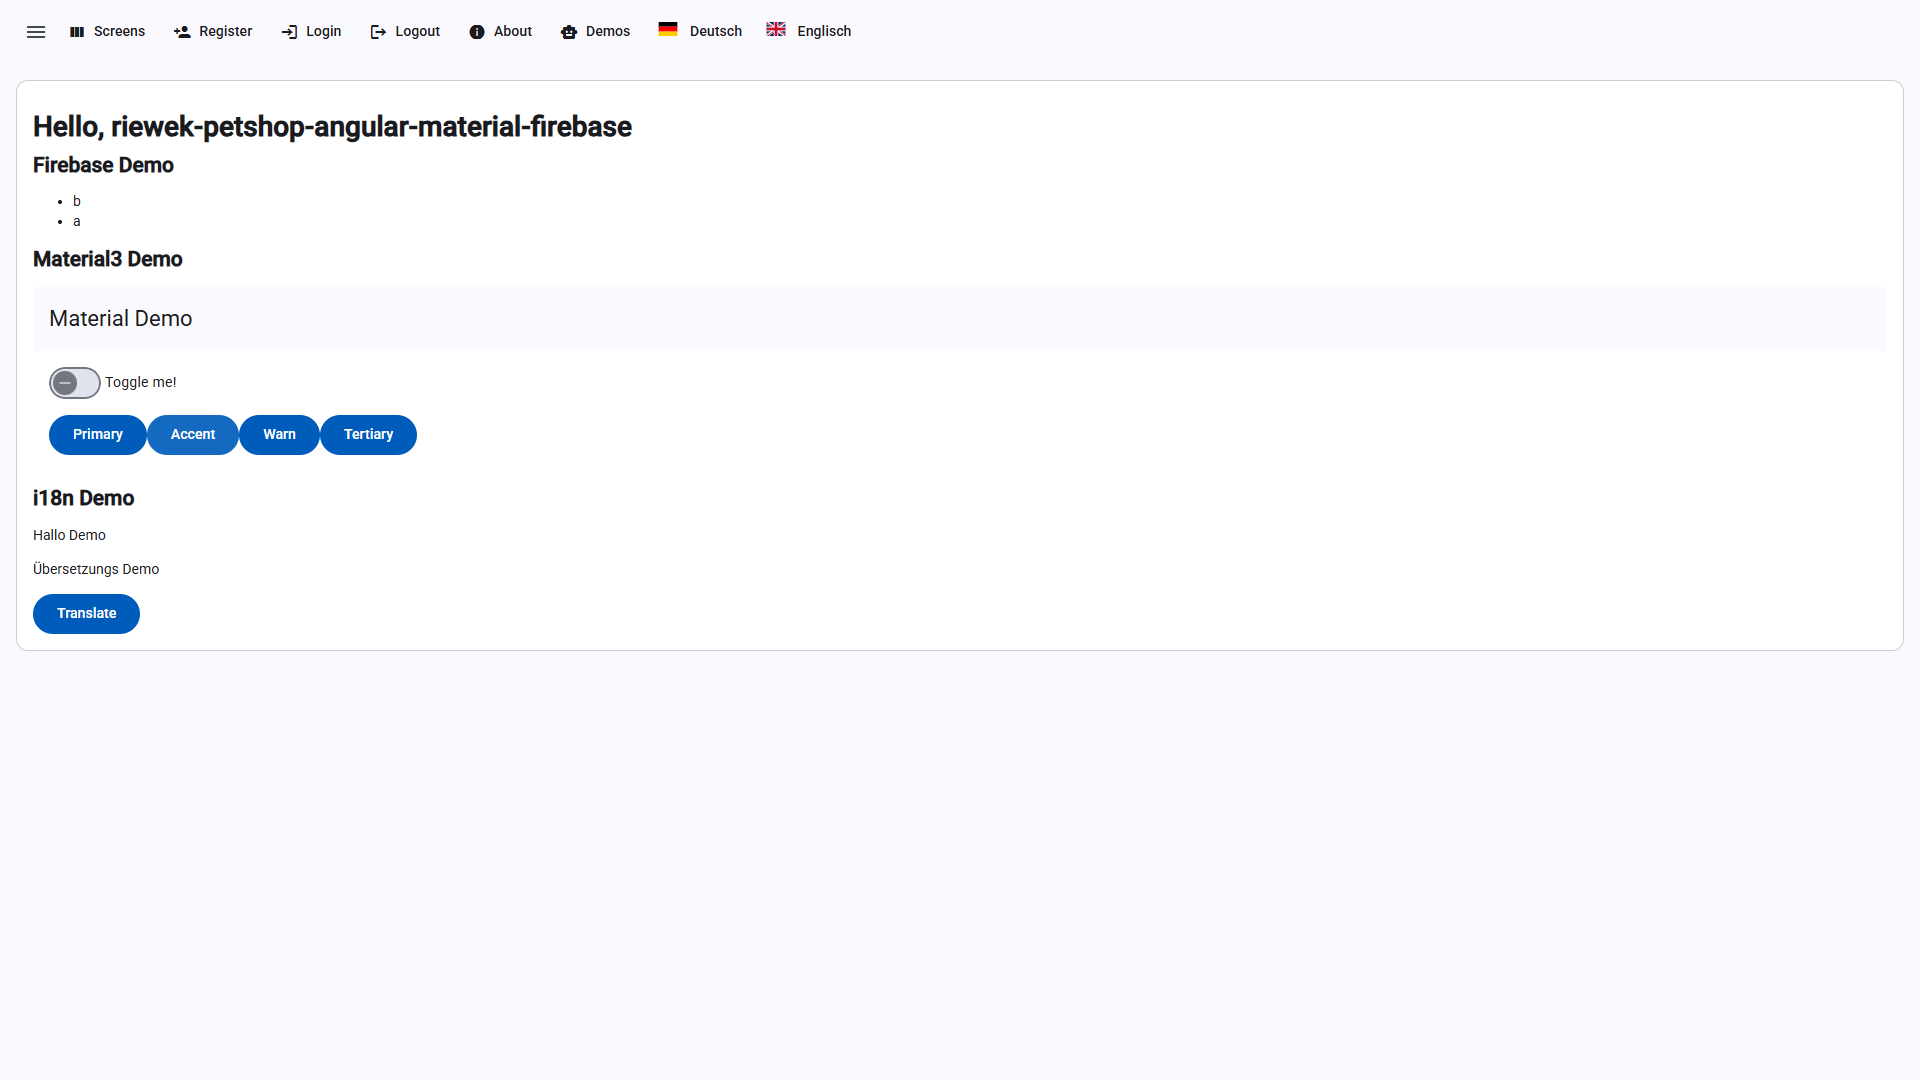 Screens Register Login Logout About Demos Deutsch Englisch
Hello, riewek-petshop-angular-material-firebase
Firebase Demo
b
a
Material3 Demo
Material Demo
Toggle me!
Primary Accent Warn Tertiary
i18n Demo
Hallo Demo
Übersetzungs Demo
Translate